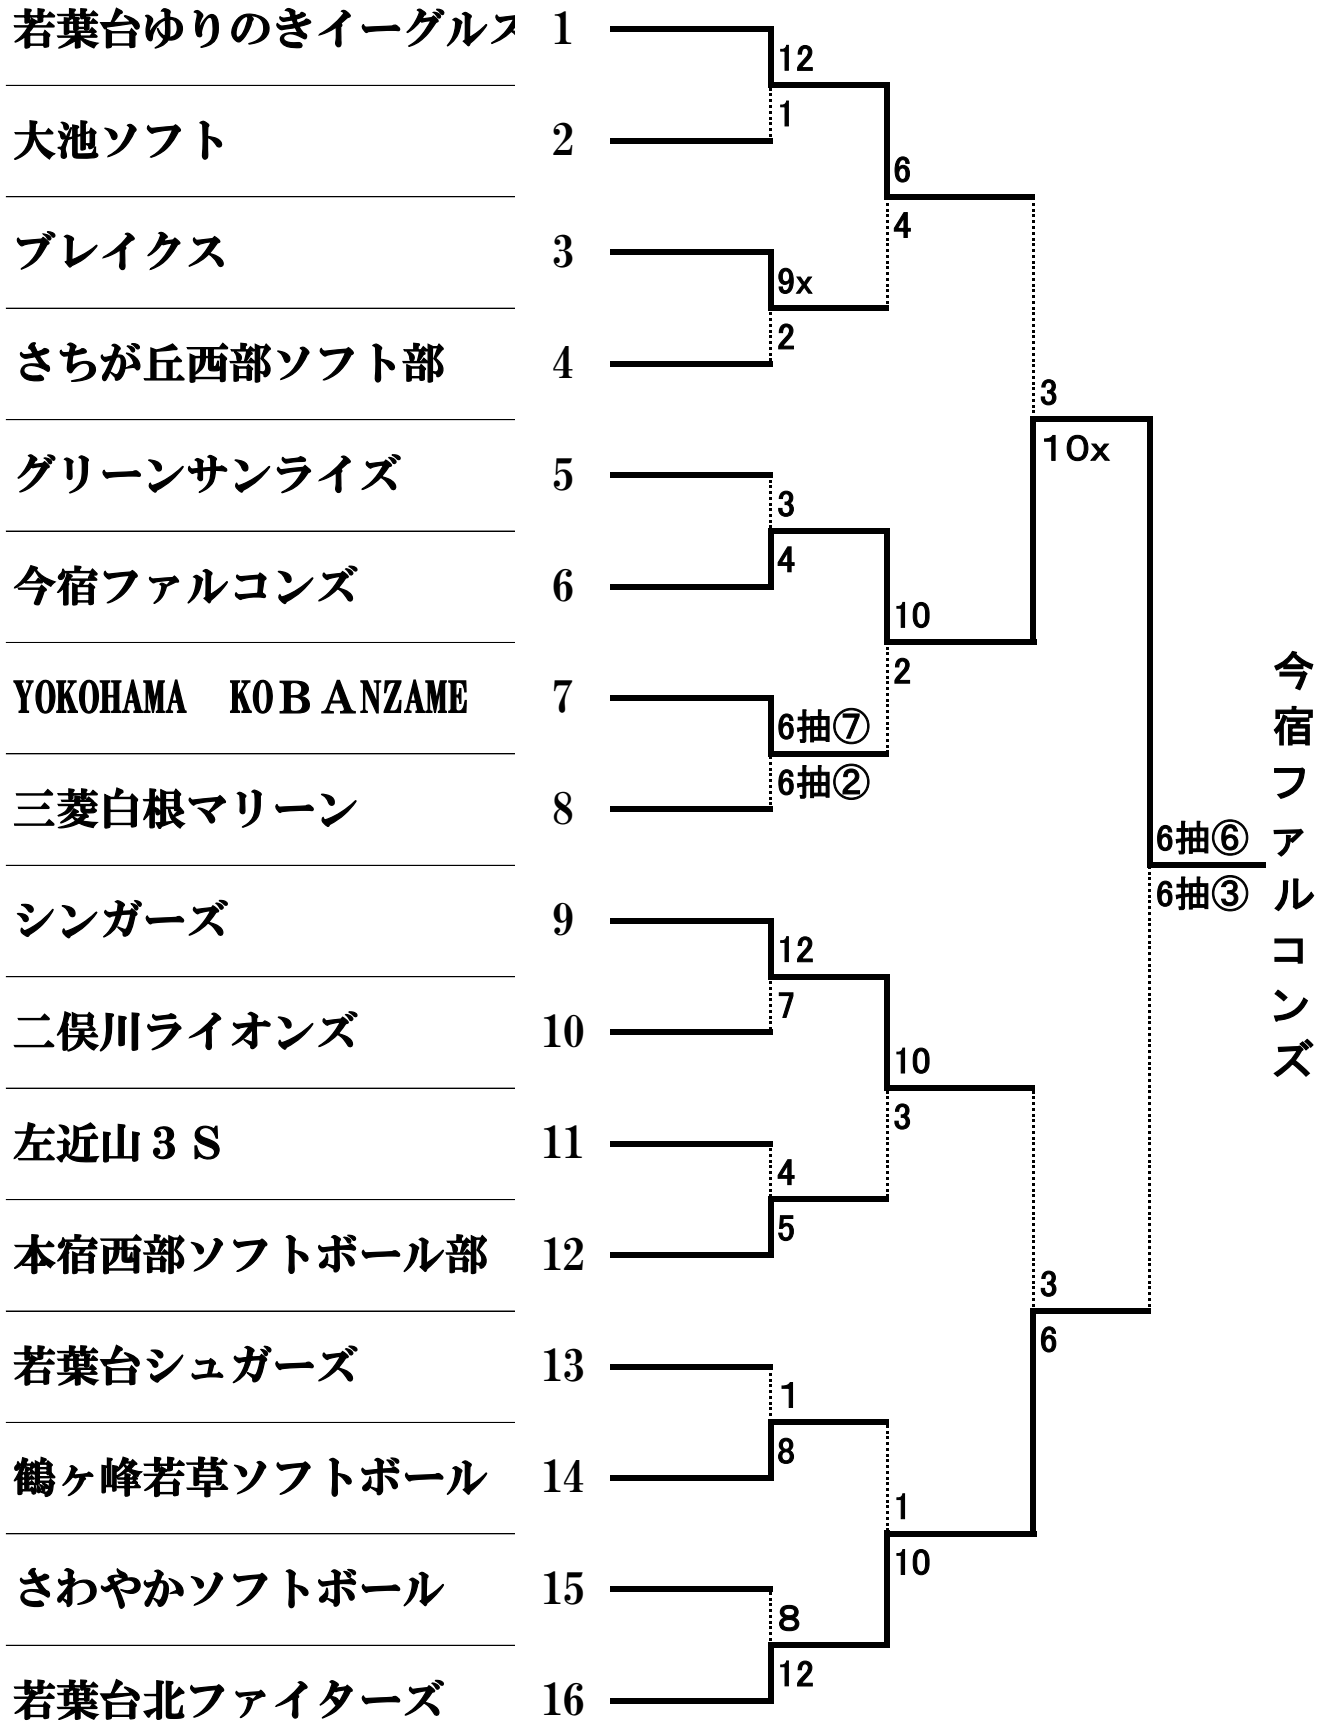 若葉台ゆりのきイーグルス 1
12
1
大池ソフト 2
6
4
ブレイクス 3
9x
2
さちが丘西部ソフト部 4
3
10x
グリーンサンライズ 5
3
4
今宿ファルコンズ 6
10
2
YOKOHAMA KOBANZAME 7
6抽⑦
6抽②
三菱白根マリーン 8
6抽⑥
6抽③
今宿ファルコンズ
シンガーズ 9
12
7
二俣川ライオンズ 10
10
3
左近山3S 11
4
5
本宿西部ソフトボール部 12
3
6
若葉台シュガーズ 13
1
8
鶴ヶ峰若草ソフトボール 14
1
10
さわやかソフトボール 15
8
12
若葉台北ファイターズ 16